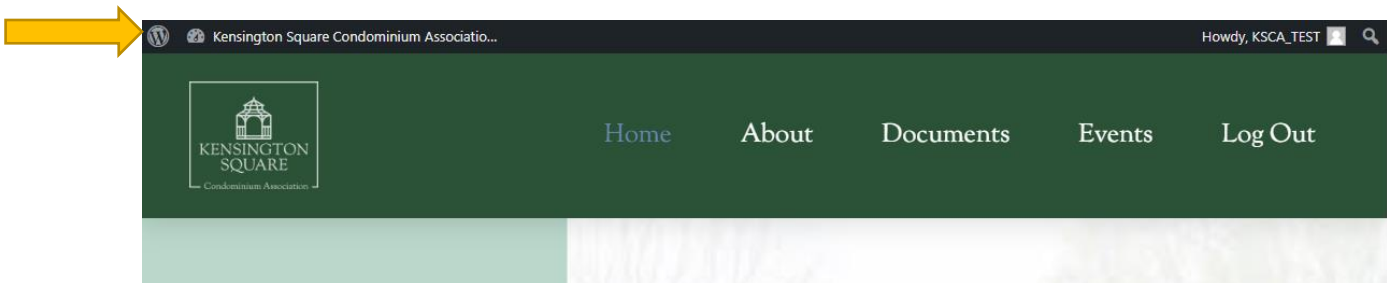 Kensington Square Condominium Associatio...
Howdy, KSCA_TEST
KENSINGTON
SQUARE
Condominium Association
Home About Documents Events Log Out